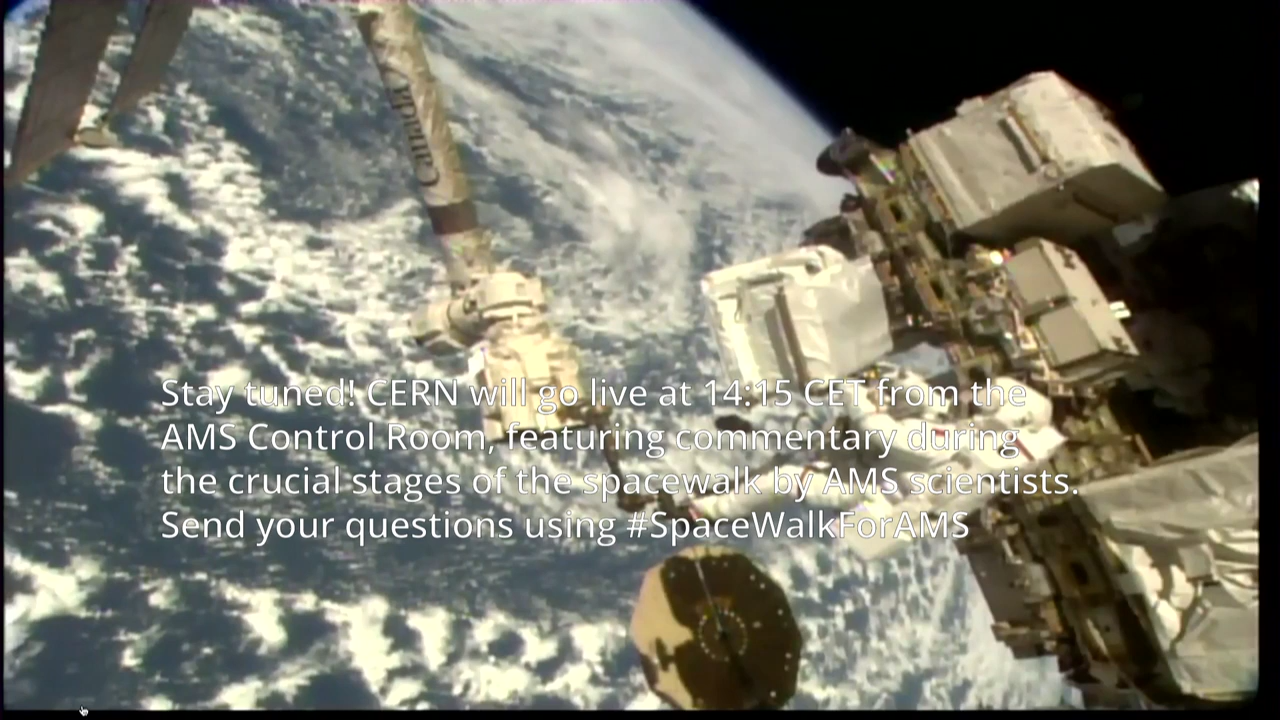 Canada
Stay tuned! CERN will go live at 14:15 CET from the
AMS Control Room, featuring commentary during
the crucial stages of the spacewalk by AMS scientists.
Send your questions using #SpaceWalkForAMS